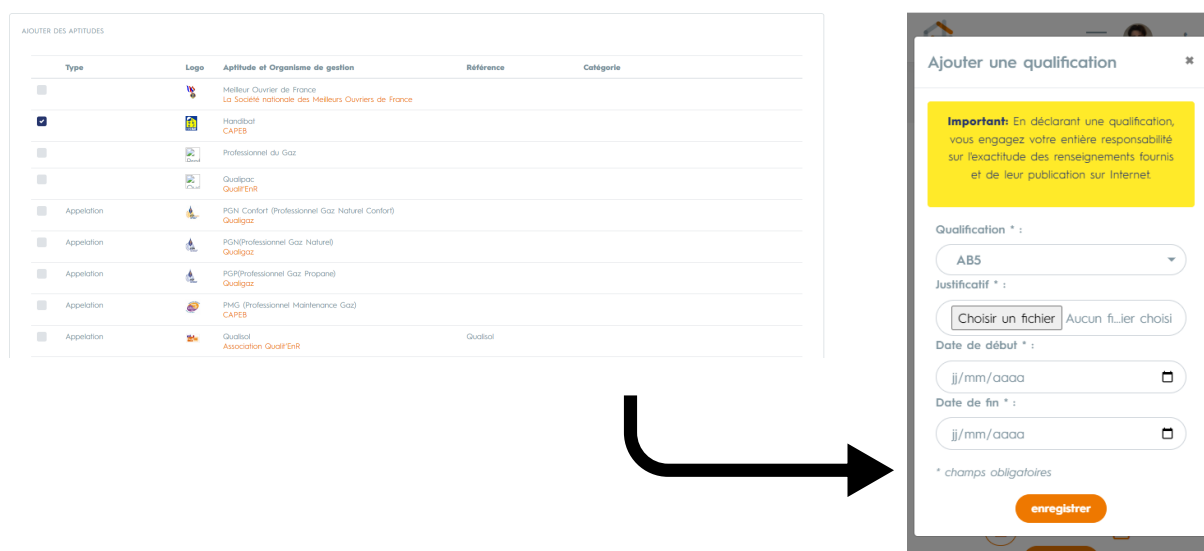 AJOUTER DES APTITUDES
Type Logo Aptitude et Organisme de gestion Référence Catégorie
Meilleur Ouvrier de France
La Société nationale des Meilleurs Ouvriers de France
Handibat
CAPEB
Professionnel du Gaz
Qualipac
Qualit'EnR
Appelation PGN Confort (Professionnel Gaz Naturel Confort)
Qualigaz
Appelation PGN(Professionnel Gaz Naturel)
Qualigaz
Appelation PGP(Professionnel Gaz Propane)
Qualigaz
Appelation PMG (Professionnel Maintenance Gaz)
CAPEB
Appelation Qualisol Qualisol
Association Qualit'EnR
Ajouter une qualification
Important: En déclarant une qualification,
vous engagez votre entière responsabilité
sur l'exactitude des renseignements fournis
et de leur publication sur Internet.
Qualification * :
AB5
Justificatif * :
Choisir un fichier Aucun fi...ier choisi
Date de début * :
jj/mm/aaaa
Date de fin * :
jj/mm/aaaa
* champs obligatoires
enregistrer